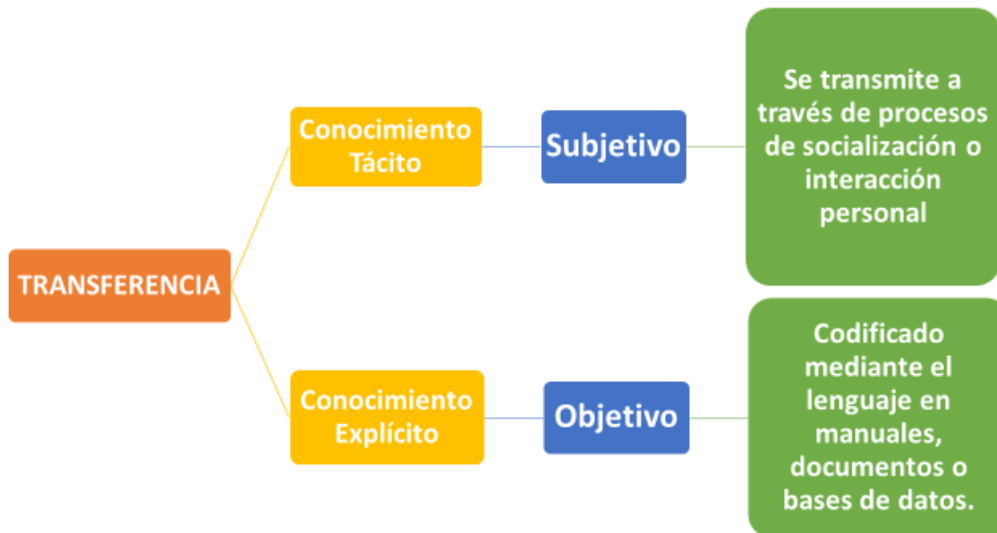 TRANSFERENCIA
Conocimiento
Tácito
Subjetivo
Se transmite a
través de procesos
de socialización o
interacción
personal
Conocimiento
Explícito
Objetivo
Codificado
mediante el
lenguaje en
manuales,
documentos o
bases de datos.